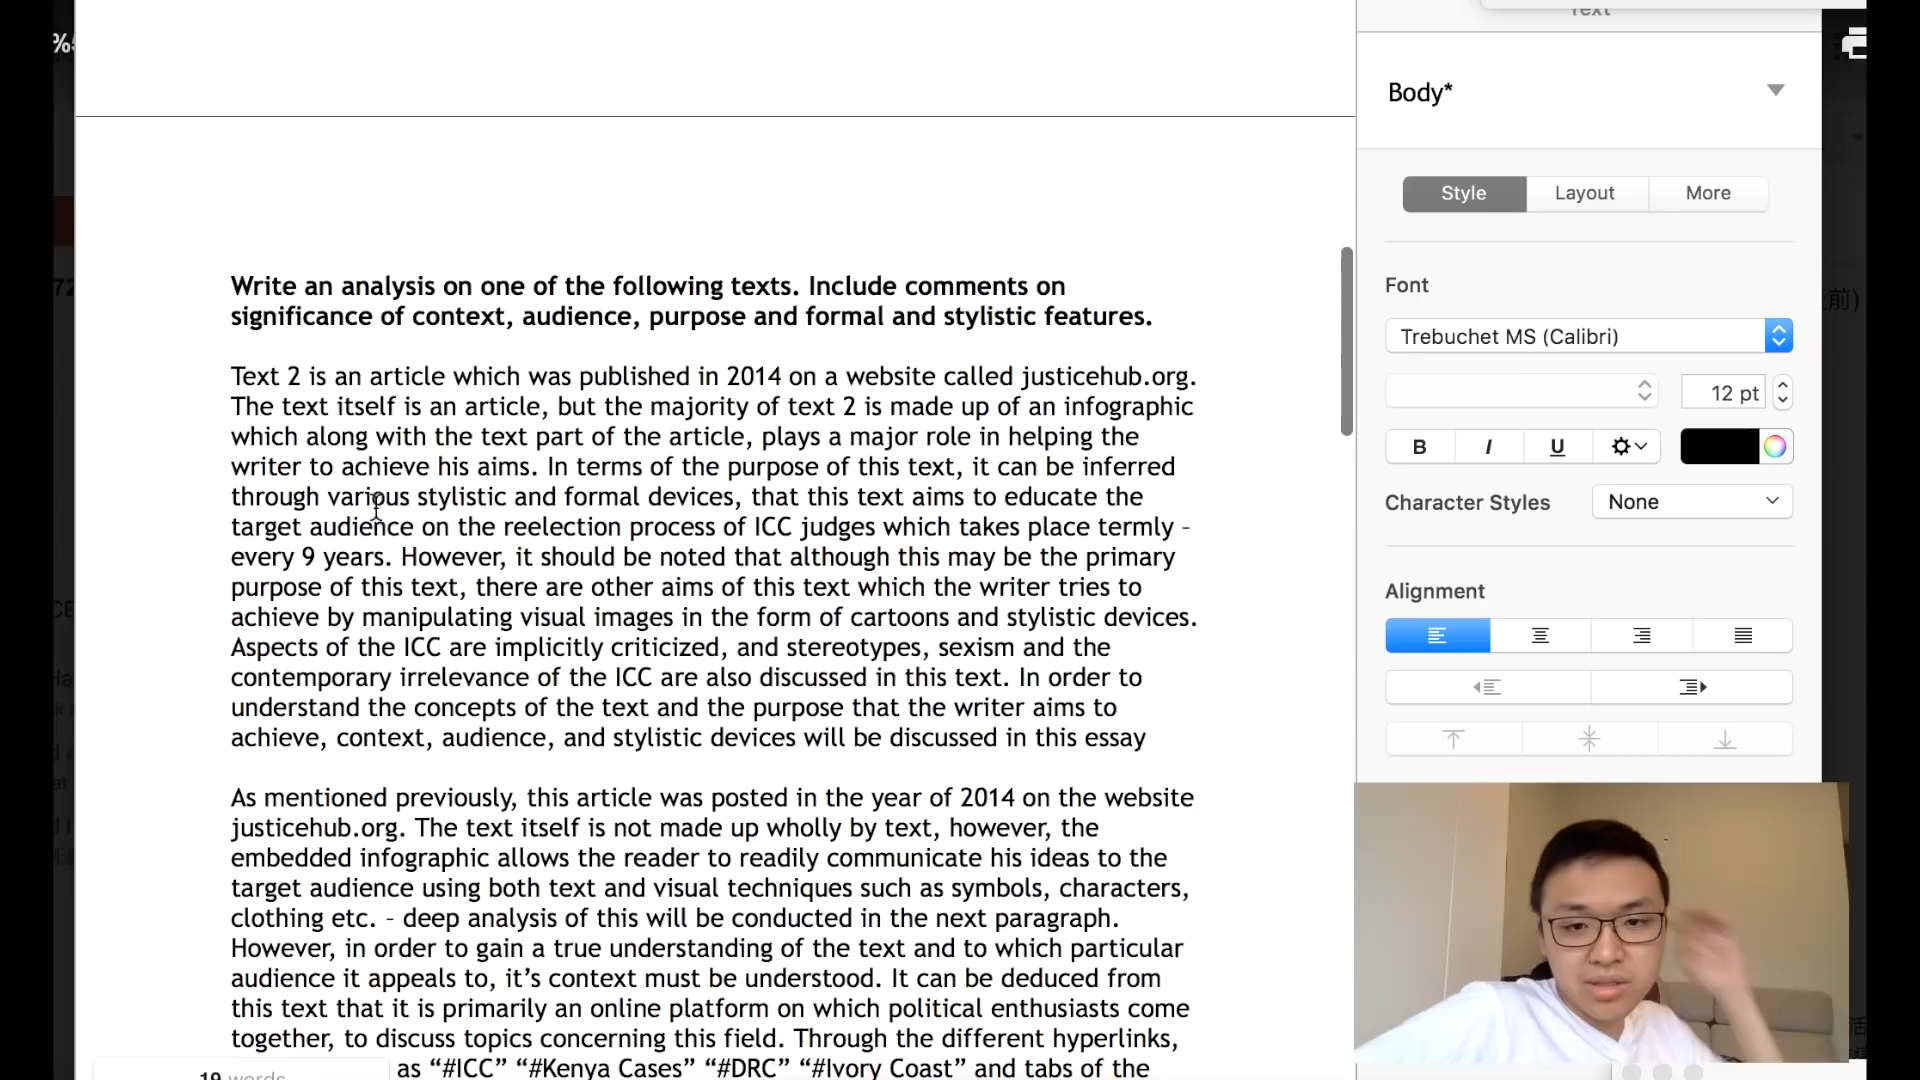 Text
Body*
Style Layout More
Write an analysis on one of the following texts. Include comments on
significance of context, audience, purpose and formal and stylistic features.
Text 2 is an article which was published in 2014 on a website called justicehub.org.
The text itself is an article, but the majority of text 2 is made up of an infographic
which along with the text part of the article, plays a major role in helping the
writer to achieve his aims. In terms of the purpose of this text, it can be inferred
through various stylistic and formal devices, that this text aims to educate the
target audience on the reelection process of ICC judges which takes place termly -
every 9 years. However, it should be noted that although this may be the primary
purpose of this text, there are other aims of this text which the writer tries to
achieve by manipulating visual images in the form of cartoons and stylistic devices.
Aspects of the ICC are implicitly criticized, and stereotypes, sexism and the
contemporary irrelevance of the ICC are also discussed in this text. In order to
understand the concepts of the text and the purpose that the writer aims to
achieve, context, audience, and stylistic devices will be discussed in this essay
As mentioned previously, this article was posted in the year of 2014 on the website
justicehub.org. The text itself is not made up wholly by text, however, the
embedded infographic allows the reader to readily communicate his ideas to the
target audience using both text and visual techniques such as symbols, characters,
clothing etc. - deep analysis of this will be conducted in the next paragraph.
However, in order to gain a true understanding of the text and to which particular
audience it appeals to, it’s context must be understood. It can be deduced from
this text that it is primarily an online platform on which political enthusiasts come
together, to discuss topics concerning this field. Through the different hyperlinks,
as “#ICC” “#Kenya Cases” “#DRC” “#Ivory Coast” and tabs of the
19 words
Font
Trebuchet MS (Calibri)
12 pt
B I U
Character Styles None
Alignment